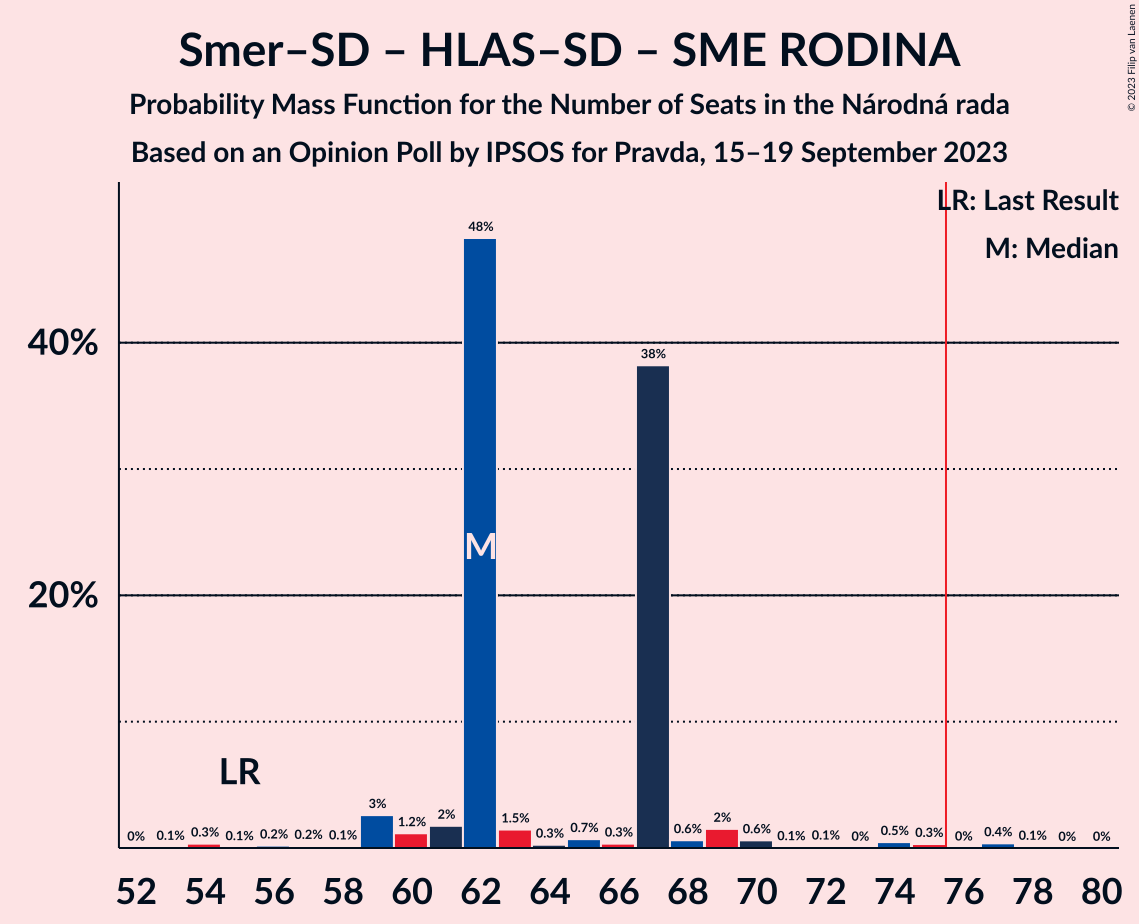 Smer–SD – HLAS–SD – SME RODINA
Probability Mass Function for the Number of Seats in the Národná rada
Based on an Opinion Poll by IPSOS for Pravda, 15–19 September 2023
© 2023 Filip van Laenen
LR: Last Result
M: Median
40%
20%
48%
38%
M
LR
0% 0.1% 0.3% 0.1% 0.2% 0.2% 0.1% 3% 1.2% 2% 1.5% 0.3% 0.7% 0.3% 0.6% 2% 0.6% 0.1% 0.1% 0% 0.5% 0.3% 0% 0.4% 0.1% 0% 0%
52 54 56 58 60 62 64 66 68 70 72 74 76 78 80